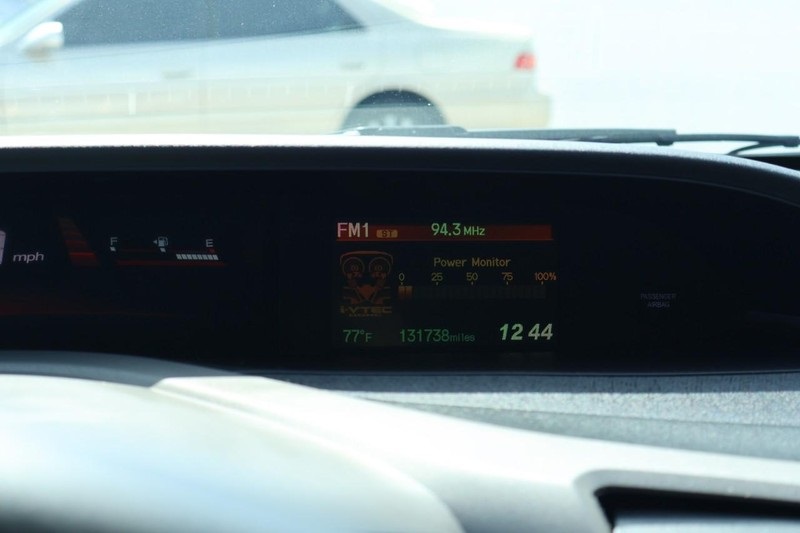 FM1 ST 94.3 MHz
mph
F E
Power Monitor
0 25 50 75 100%
i-VTEC
PASSENGER
AIRBAG
77°F 131738 miles 12 44